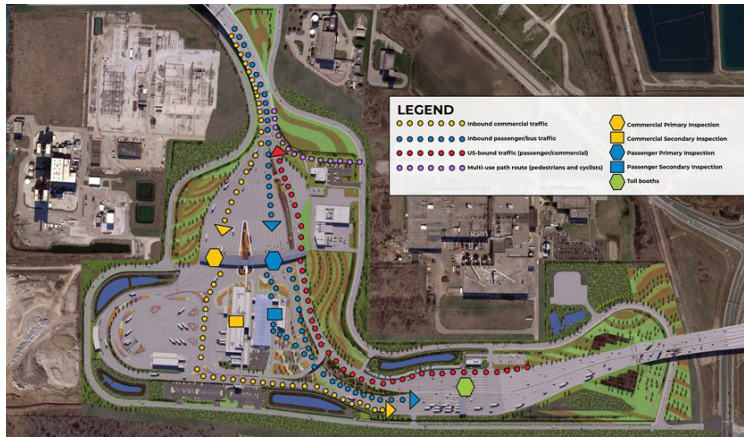 LEGEND
Inbound commercial traffic
Inbound passenger/bus traffic
US-bound traffic (passenger/commercial)
Multi-use path route (pedestrians and cyclists)
Commercial Primary Inspection
Commercial Secondary Inspection
Passenger Primary Inspection
Passenger Secondary Inspection
Toll booths